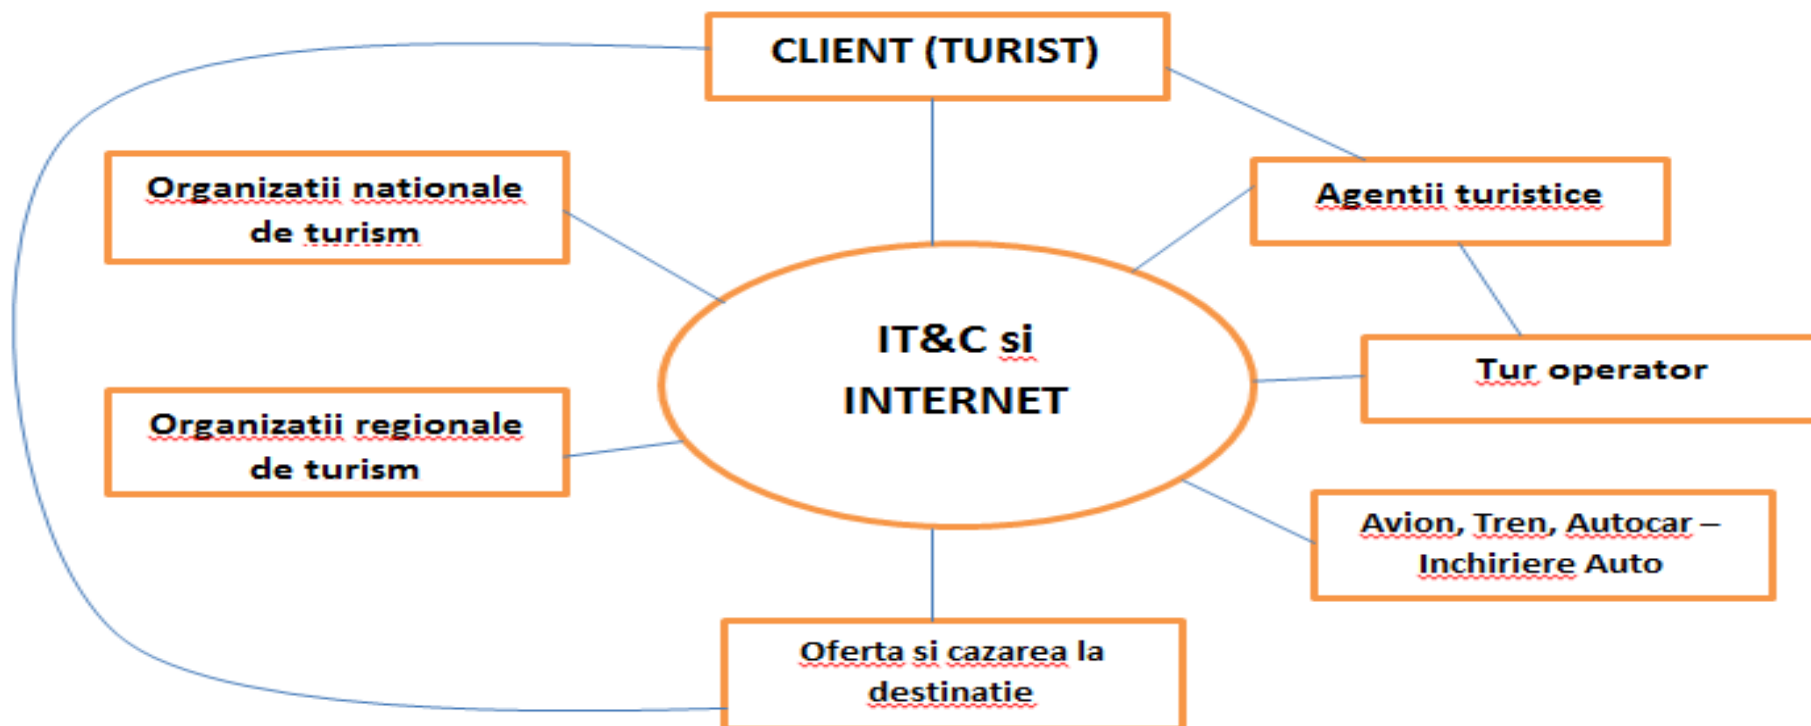 CLIENT (TURIST)
Organizatii nationale
de turism
Agentii turistice
IT&C si
INTERNET
Tur operator
Organizatii regionale
de turism
Avion, Tren, Autocar –
Inchiriere Auto
Oferta si cazarea la
destinatie